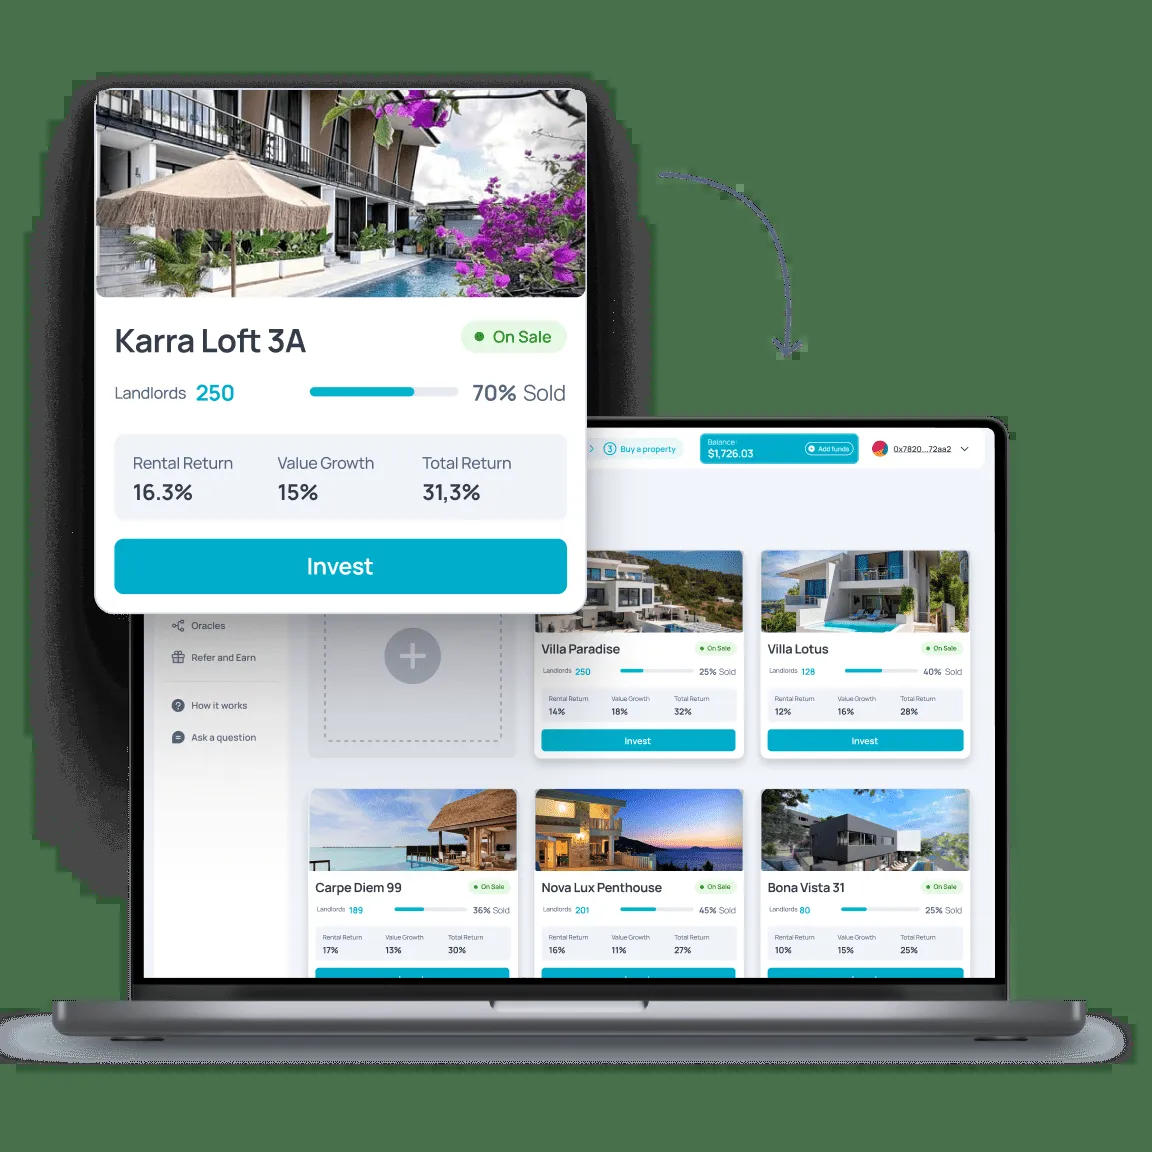 Karra Loft 3A
On Sale
Landlords 250
70% Sold
Rental Return
Value Growth
Total Return
16.3%
15%
31,3%
Invest
3 Buy a property
Balance:
$1,726.03
Add funds
0x7820...72aa2
Oracles
Refer and Earn
How it works
Ask a question
Villa Paradise
On Sale
Landlords 250
25% Sold
Rental Return
Value Growth
Total Return
14%
18%
32%
Invest
Villa Lotus
On Sale
Landlords 128
40% Sold
Rental Return
Value Growth
Total Return
12%
16%
28%
Invest
Carpe Diem 99
On Sale
Landlords 189
36% Sold
Rental Return
Value Growth
Total Return
17%
13%
30%
Nova Lux Penthouse
On Sale
Landlords 201
45% Sold
Rental Return
Value Growth
Total Return
16%
11%
27%
Bona Vista 31
On Sale
Landlords 80
25% Sold
Rental Return
Value Growth
Total Return
10%
15%
25%